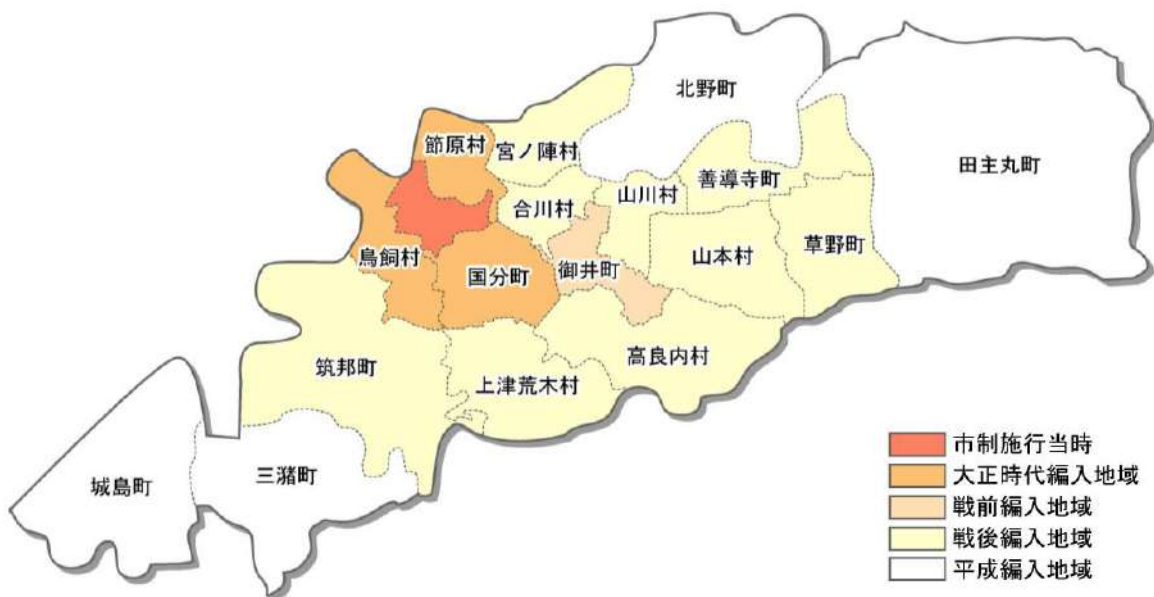 北野町
田主丸町
節原村
宮ノ陣村
善導寺町
山川村
合川村
草野町
山本村
鳥飼村
国分町
御井町
高良内村
筑邦町
上津荒木村
三潴町
城島町
市制施行当時
大正時代編入地域
戦前編入地域
戦後編入地域
平成編入地域